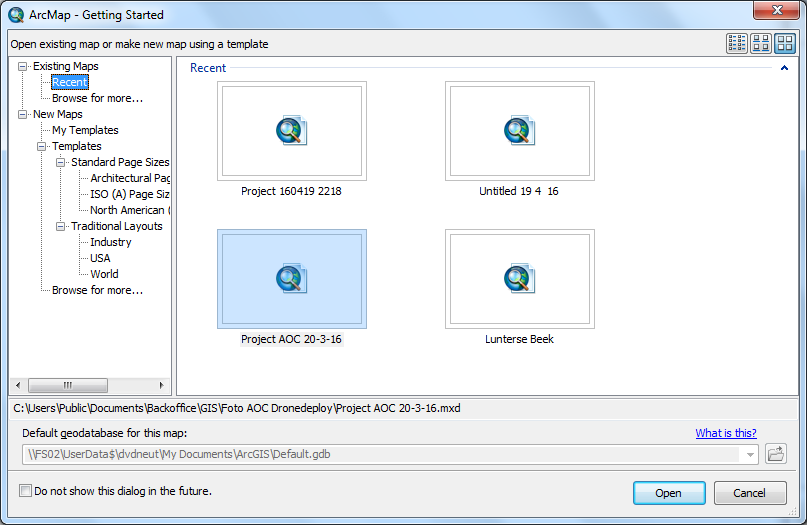 ArcMap - Getting Started
Open existing map or make new map using a template
Existing Maps
Recent
Browse for more...
New Maps
My Templates
Templates
Standard Page Sizes
Architectural Pag
ISO (A) Page Siz
North American (
Traditional Layouts
Industry
USA
World
Browse for more...
Recent
Project 160419 2218
Untitled 19 4 16
Project AOC 20-3-16
Lunterse Beek
C:\Users\Public\Documents\Backoffice\GIS\Foto AOC Dronedeploy\Project AOC 20-3-16.mxd
Default geodatabase for this map:
What is this?
\\FS02\UserData$\dvdneut\My Documents\ArcGIS\Default.gdb
Do not show this dialog in the future.
Open
Cancel